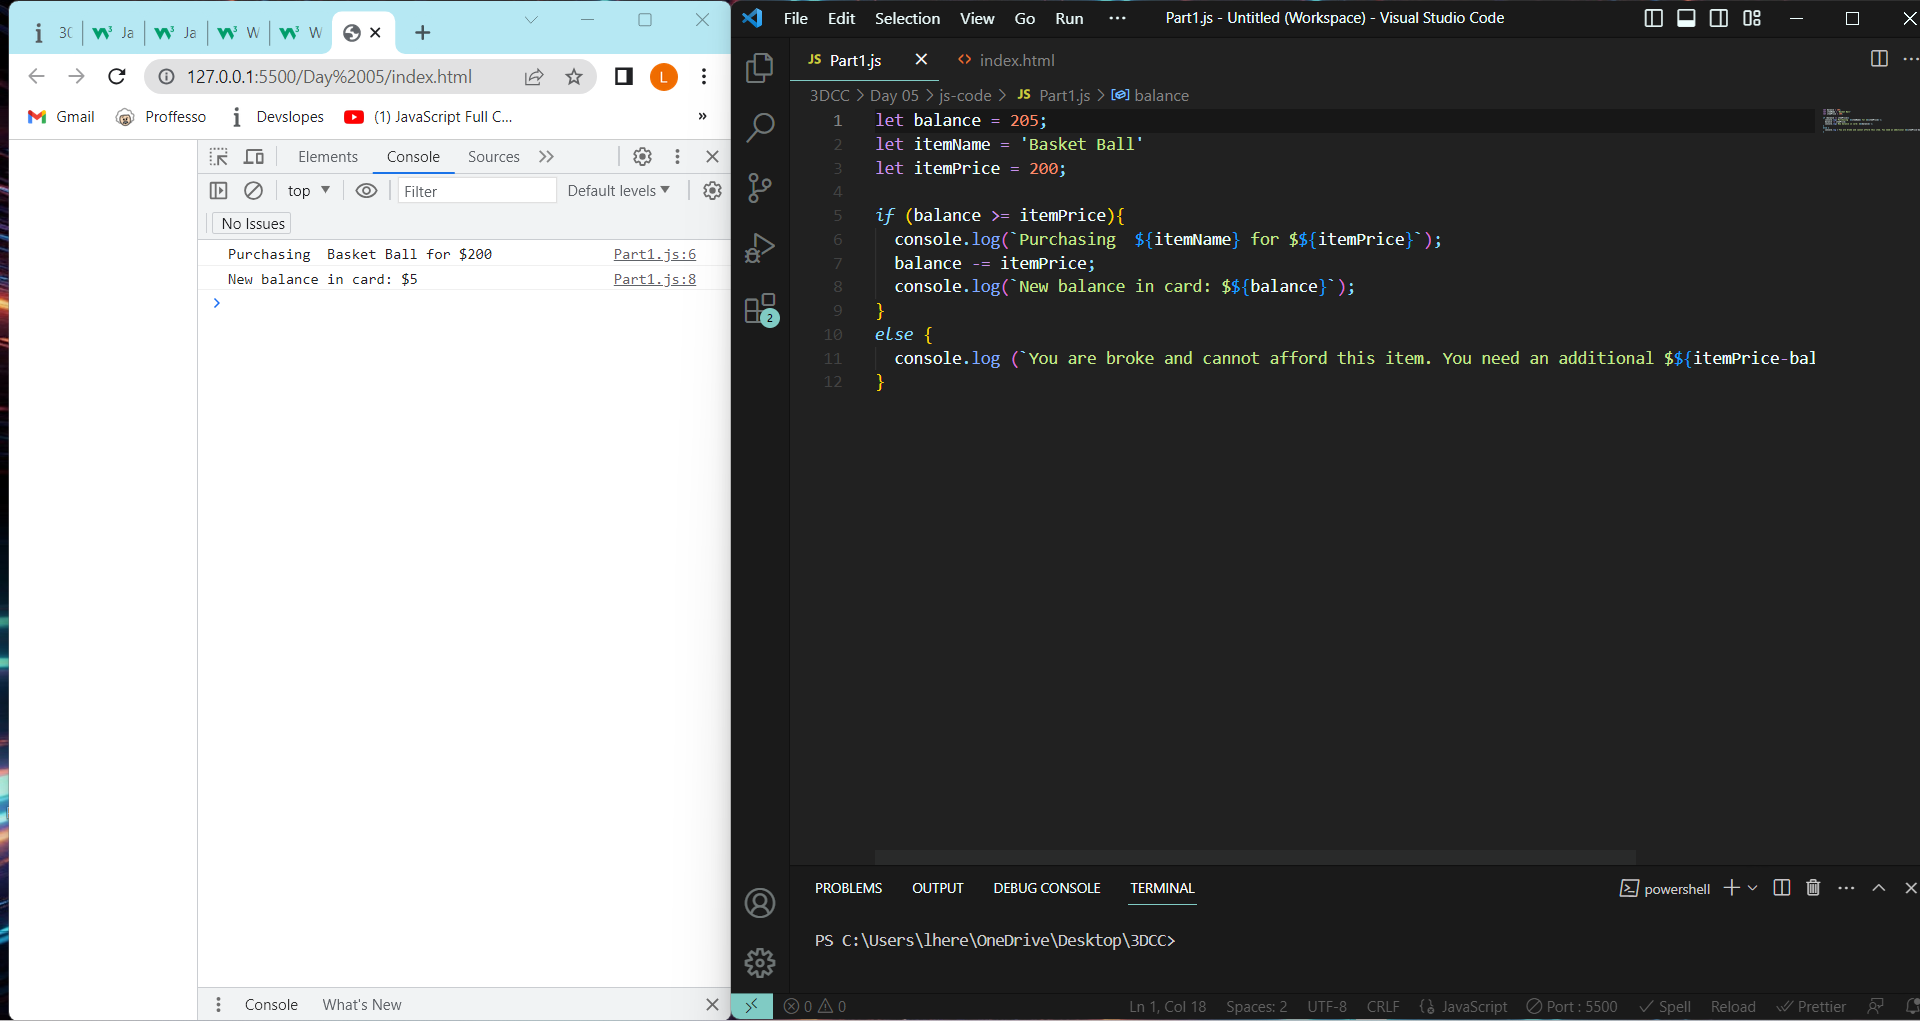 3(
Ja
Ja
W
W
127.0.0.1:5500/Day%2005/index.html
L
Gmail
Proffesso
Devslopes
(1) JavaScript Full C...
»
Elements
Console
Sources
top
Filter
Default levels
No Issues
Purchasing  Basket Ball for $200
Part1.js:6
New balance in card: $5
Part1.js:8
Console
What's New
File
Edit
Selection
View
Go
Run
Part1.js - Untitled (Workspace) - Visual Studio Code
JS Part1.js
index.html
3DCC > Day 05 > js-code > JS Part1.js > balance
1 let balance = 205;
2 let itemName = 'Basket Ball'
3 let itemPrice = 200;
4
5 if (balance >= itemPrice){
6 console.log(`Purchasing  ${itemName} for $${itemPrice}`);
7 balance -= itemPrice;
8 console.log(`New balance in card: $${balance}`);
9 }
10 else {
11 console.log (`You are broke and cannot afford this item. You need an additional $${itemPrice-bal
12 }
2
PROBLEMS
OUTPUT
DEBUG CONSOLE
TERMINAL
powershell
PS C:\Users\lhere\OneDrive\Desktop\3DCC>
0
0
Ln 1, Col 18
Spaces: 2
UTF-8
CRLF
{} JavaScript
Port : 5500
Spell
Reload
Prettier